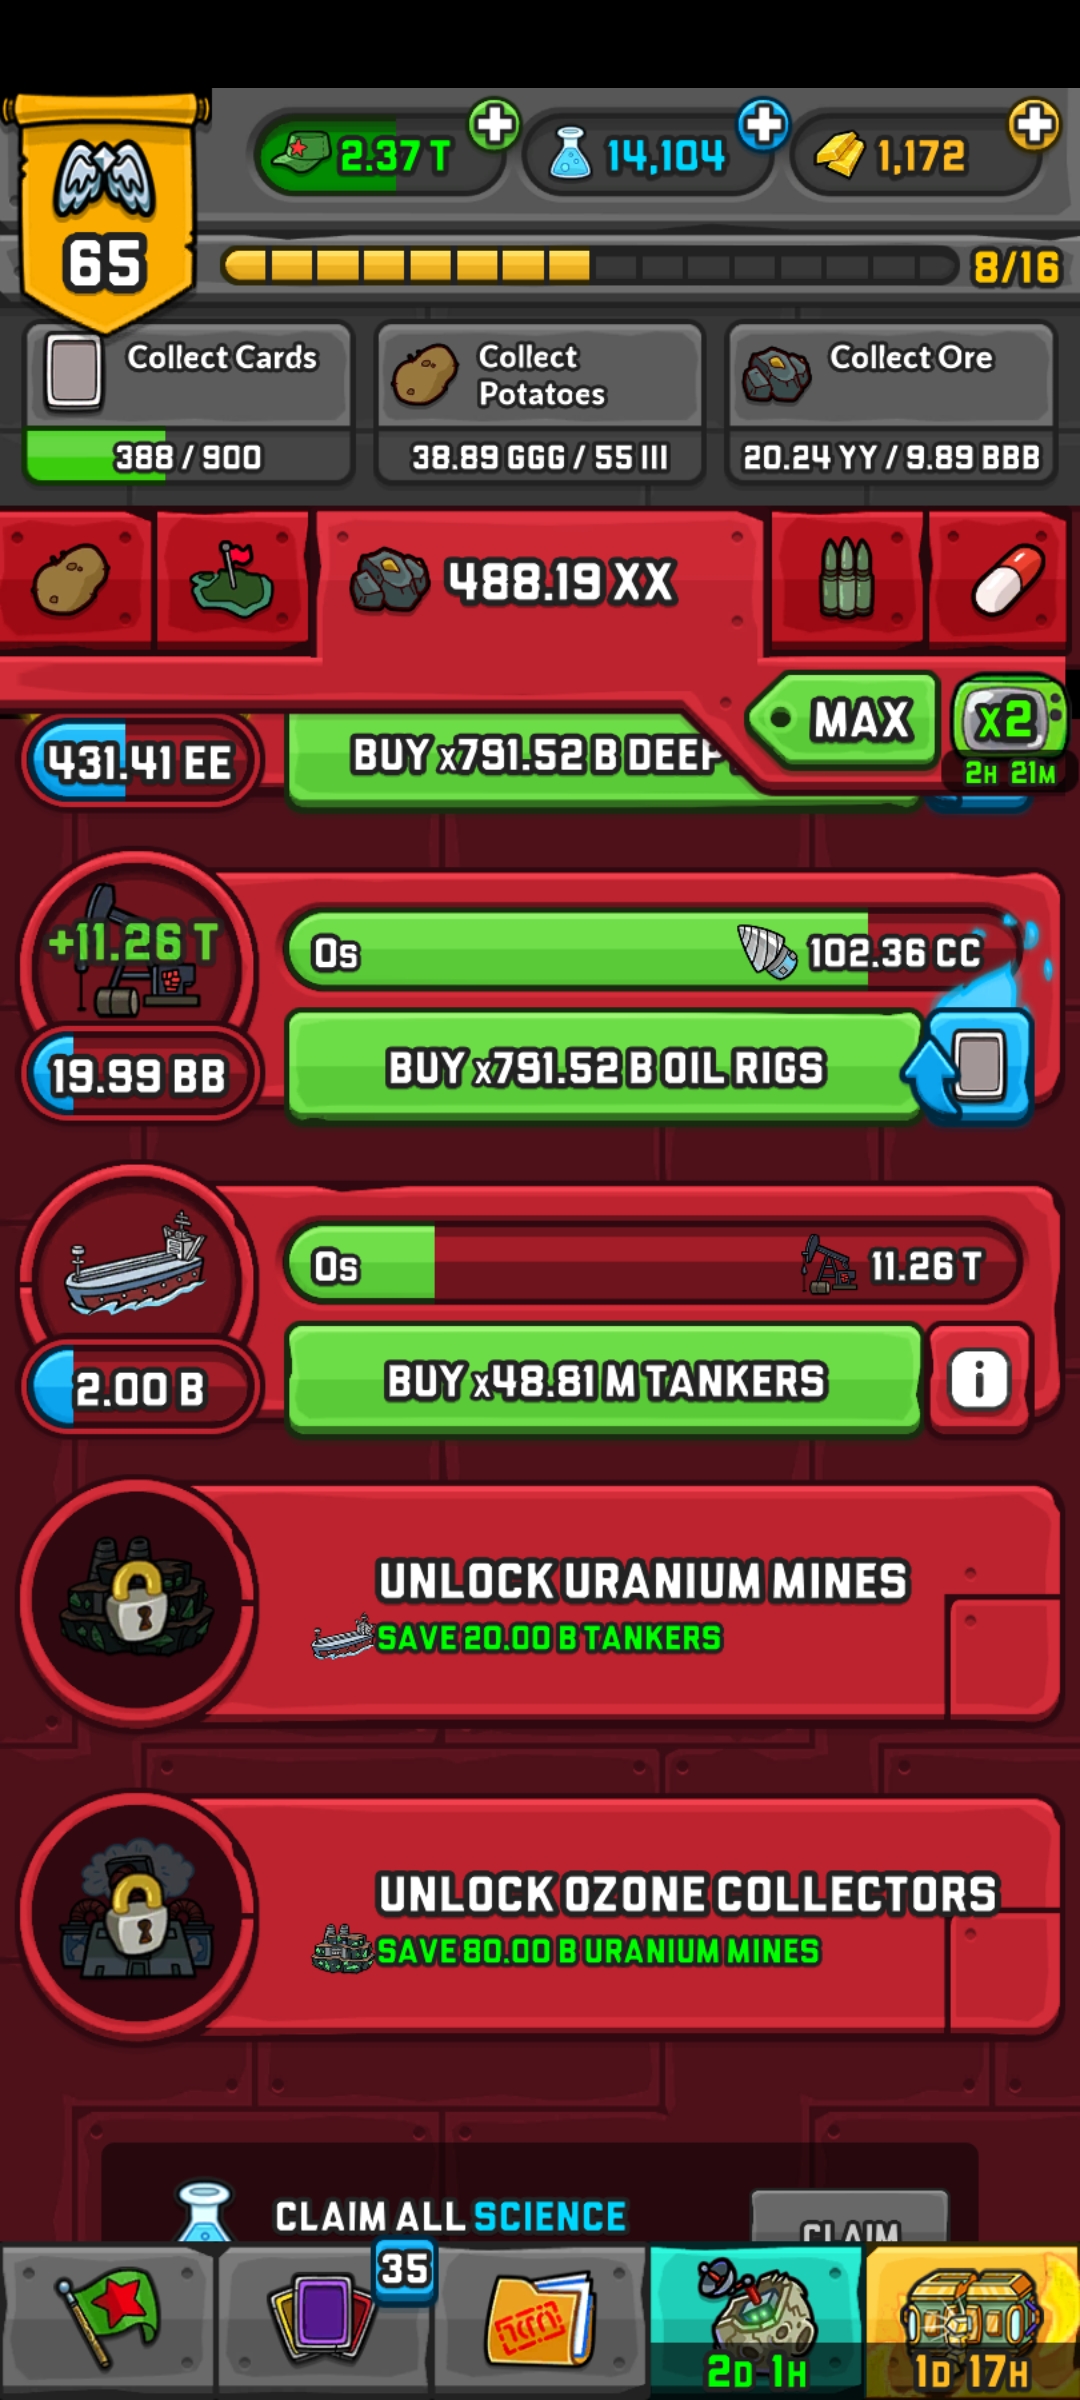 2.37 T
14,104
1,172
65
8/16
Collect Cards
388 / 900
Collect
Potatoes
38.89 GGG / 55 III
Collect Ore
20.24 YY / 9.89 BBB
488.19 XX
MAX
x2
2H 21M
431.41 EE
BUY x791.52 B DEEP
+11.26 T
0s
102.36 CC
19.99 BB
BUY x791.52 B OIL RIGS
0s
11.26 T
2.00 B
BUY x48.81 M TANKERS
i
UNLOCK URANIUM MINES
SAVE 20.00 B TANKERS
UNLOCK OZONE COLLECTORS
SAVE 80.00 B URANIUM MINES
CLAIM ALL SCIENCE
CLAIM
35
2D 1H
1D 17H